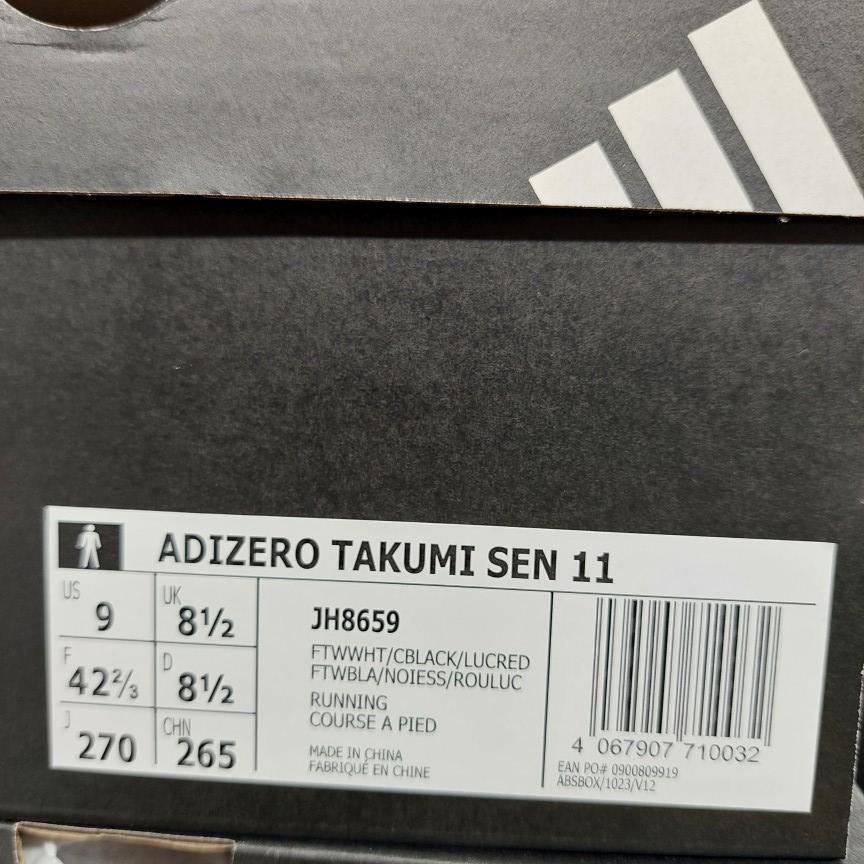 ADIZERO TAKUMI SEN 11
US 9 UK 8½
F 42⅔ D 8½
J 270 CHN 265
JH8659
FTWWHT/CBLACK/LUCRED
FTWBLA/NOIESS/ROULUC
RUNNING
COURSE A PIED
MADE IN CHINA
FABRIQUÉ EN CHINE
4 067907 710032
EAN PO# 0900809919
ABSBOX/1023/V12